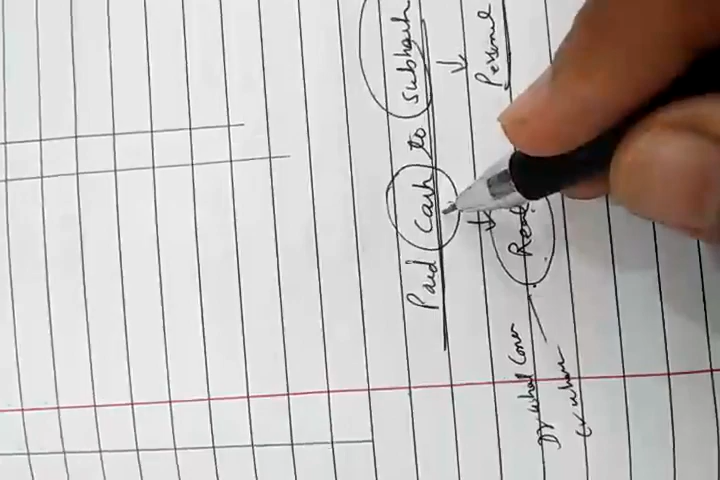 Paid Cash to Subhash
↓ ↓
Real Personal
Dr what Comes
Cr what